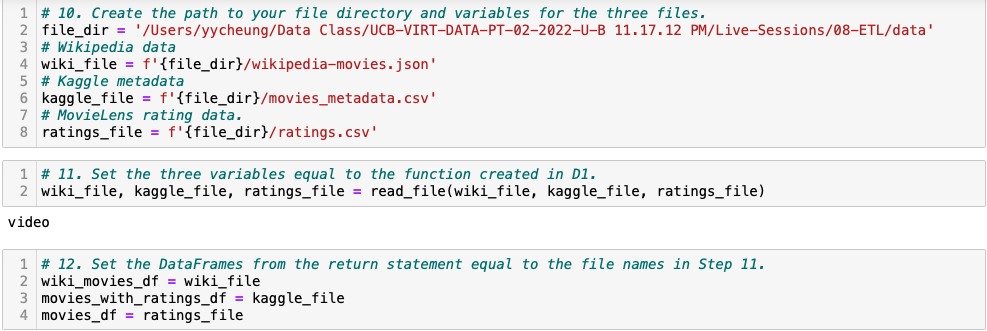 1 # 10. Create the path to your file directory and variables for the three files.
2 file_dir = '/Users/yycheung/Data Class/UCB-VIRT-DATA-PT-02-2022-U-B 11.17.12 PM/Live-Sessions/08-ETL/data'
3 # Wikipedia data
4 wiki_file = f'{file_dir}/wikipedia-movies.json'
5 # Kaggle metadata
6 kaggle_file = f'{file_dir}/movies_metadata.csv'
7 # MovieLens rating data.
8 ratings_file = f'{file_dir}/ratings.csv'
1 # 11. Set the three variables equal to the function created in D1.
2 wiki_file, kaggle_file, ratings_file = read_file(wiki_file, kaggle_file, ratings_file)
video
1 # 12. Set the DataFrames from the return statement equal to the file names in Step 11.
2 wiki_movies_df = wiki_file
3 movies_with_ratings_df = kaggle_file
4 movies_df = ratings_file